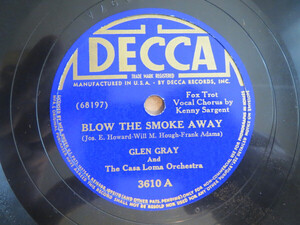 DECCA
TRADE MARK REGISTERED
MANUFACTURED IN U.S.A. - BY DECCA RECORDS, INC.
(68197)
Fox Trot
Vocal Chorus by
Kenny Sargent
BLOW THE SMOKE AWAY
(Jos. E. Howard-Will M. Hough-Frank Adams)
GLEN GRAY
And
The Casa Loma Orchestra
3610 A